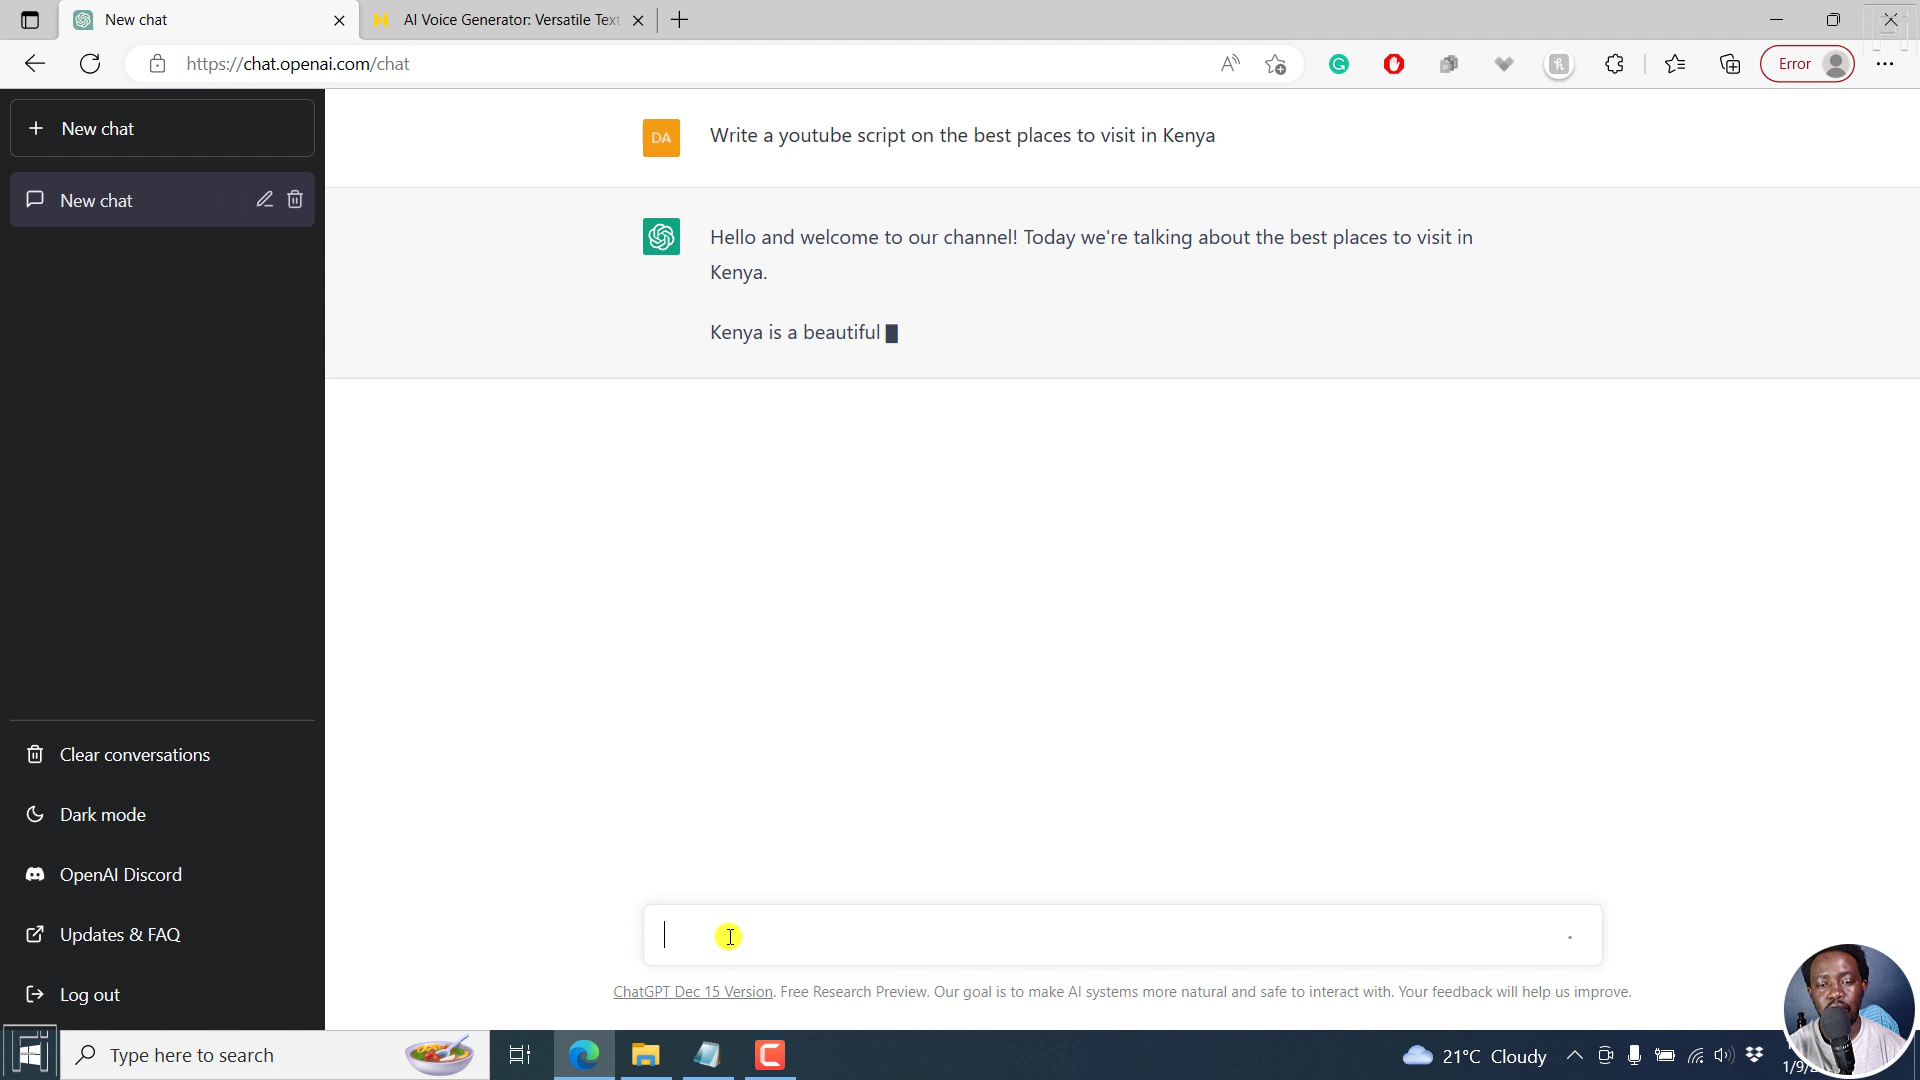 New chat
AI Voice Generator: Versatile Text
https://chat.openai.com/chat
Error
New chat
New chat
DA
Write a youtube script on the best places to visit in Kenya
Hello and welcome to our channel! Today we're talking about the best places to visit in
Kenya.
Kenya is a beautiful
Clear conversations
Dark mode
OpenAI Discord
Updates & FAQ
Log out
ChatGPT Dec 15 Version. Free Research Preview. Our goal is to make AI systems more natural and safe to interact with. Your feedback will help us improve.
Type here to search
21°C Cloudy